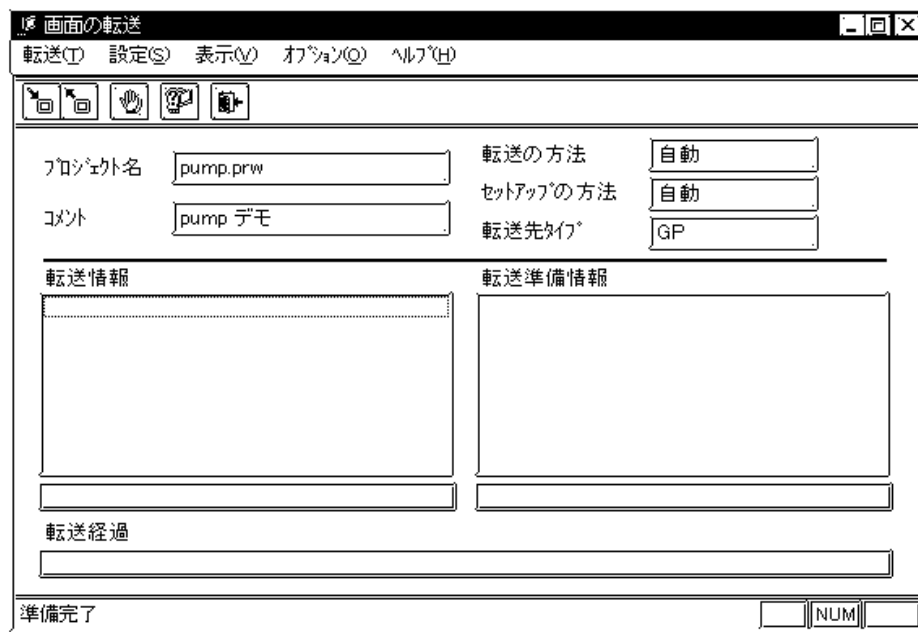 画面の転送
転送(T) 設定(S) 表示(V) ｵﾌﾟｼｮﾝ(O) ﾍﾙﾌﾟ(H)
ﾌﾟﾛｼﾞｪｸﾄ名 pump.prw
ｺﾒﾝﾄ pump デモ
転送の方法 自動
ｾｯﾄｱｯﾌﾟの方法 自動
転送先ﾀｲﾌﾟ GP
転送情報
転送準備情報
転送経過
準備完了 NUM